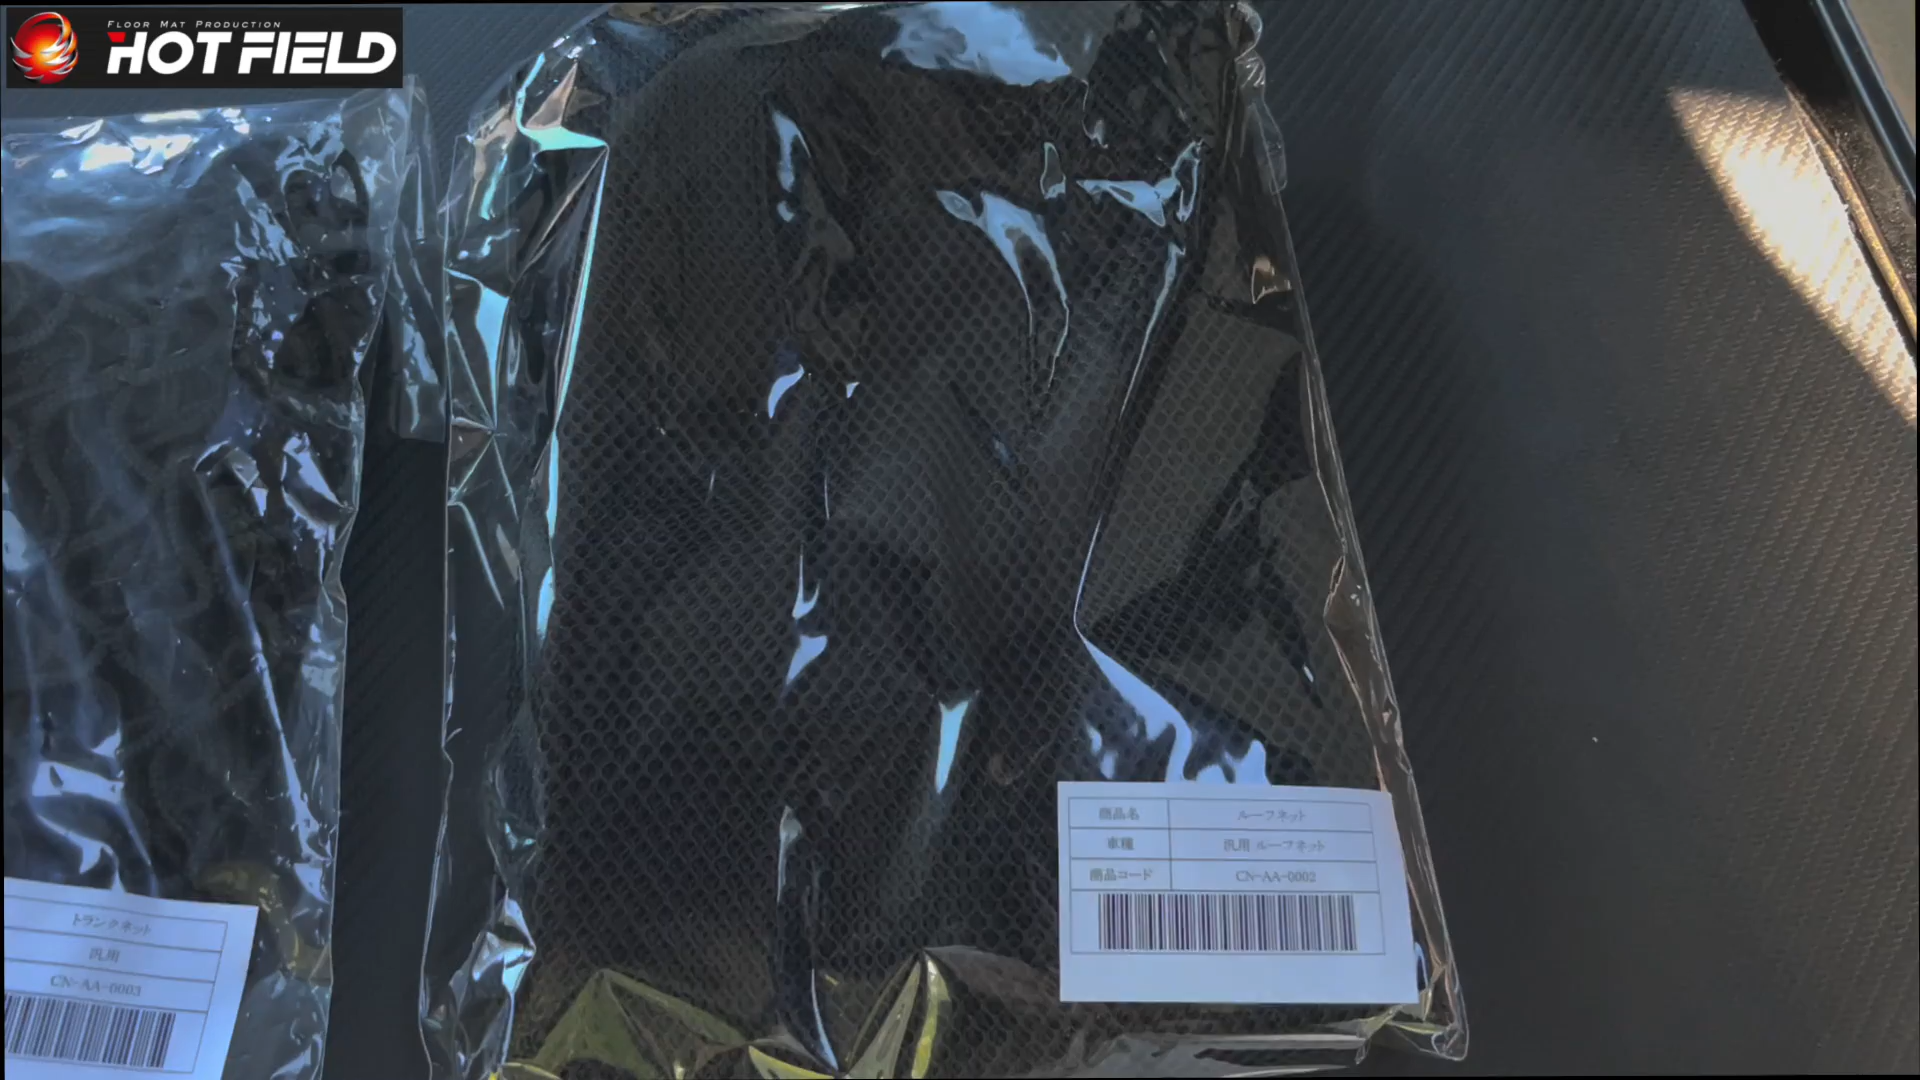 FLOOR MAT PRODUCTION
HOT FIELD
商品名 ルーフネット
車種 汎用 ルーフネット
商品コード CN-AA-0002
トランクネット
汎用
CN-AA-0003